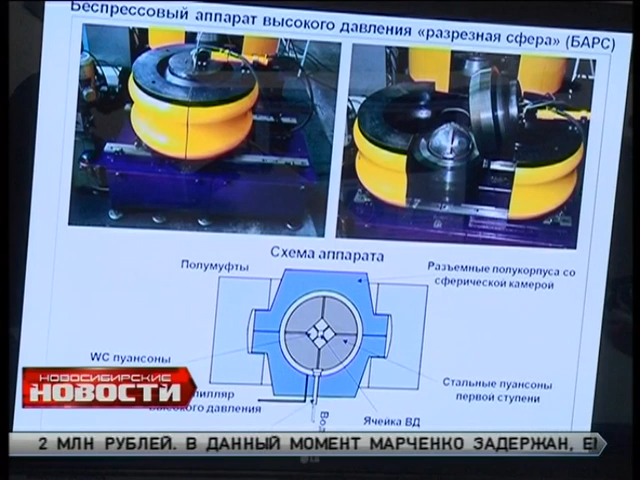 Беспрессовый аппарат высокого давления «разрезная сфера» (БАРС)
Схема аппарата
Полумуфты
Разъемные полукорпуса со
сферической камерой
WC пуансоны
Стальные пуансоны
первой ступени
высокого давления
Ячейка ВД
НОВОСИБИРСКИЕ
НОВОСТИ
2 МЛН РУБЛЕЙ. В ДАННЫЙ МОМЕНТ МАРЧЕНКО ЗАДЕРЖАН,